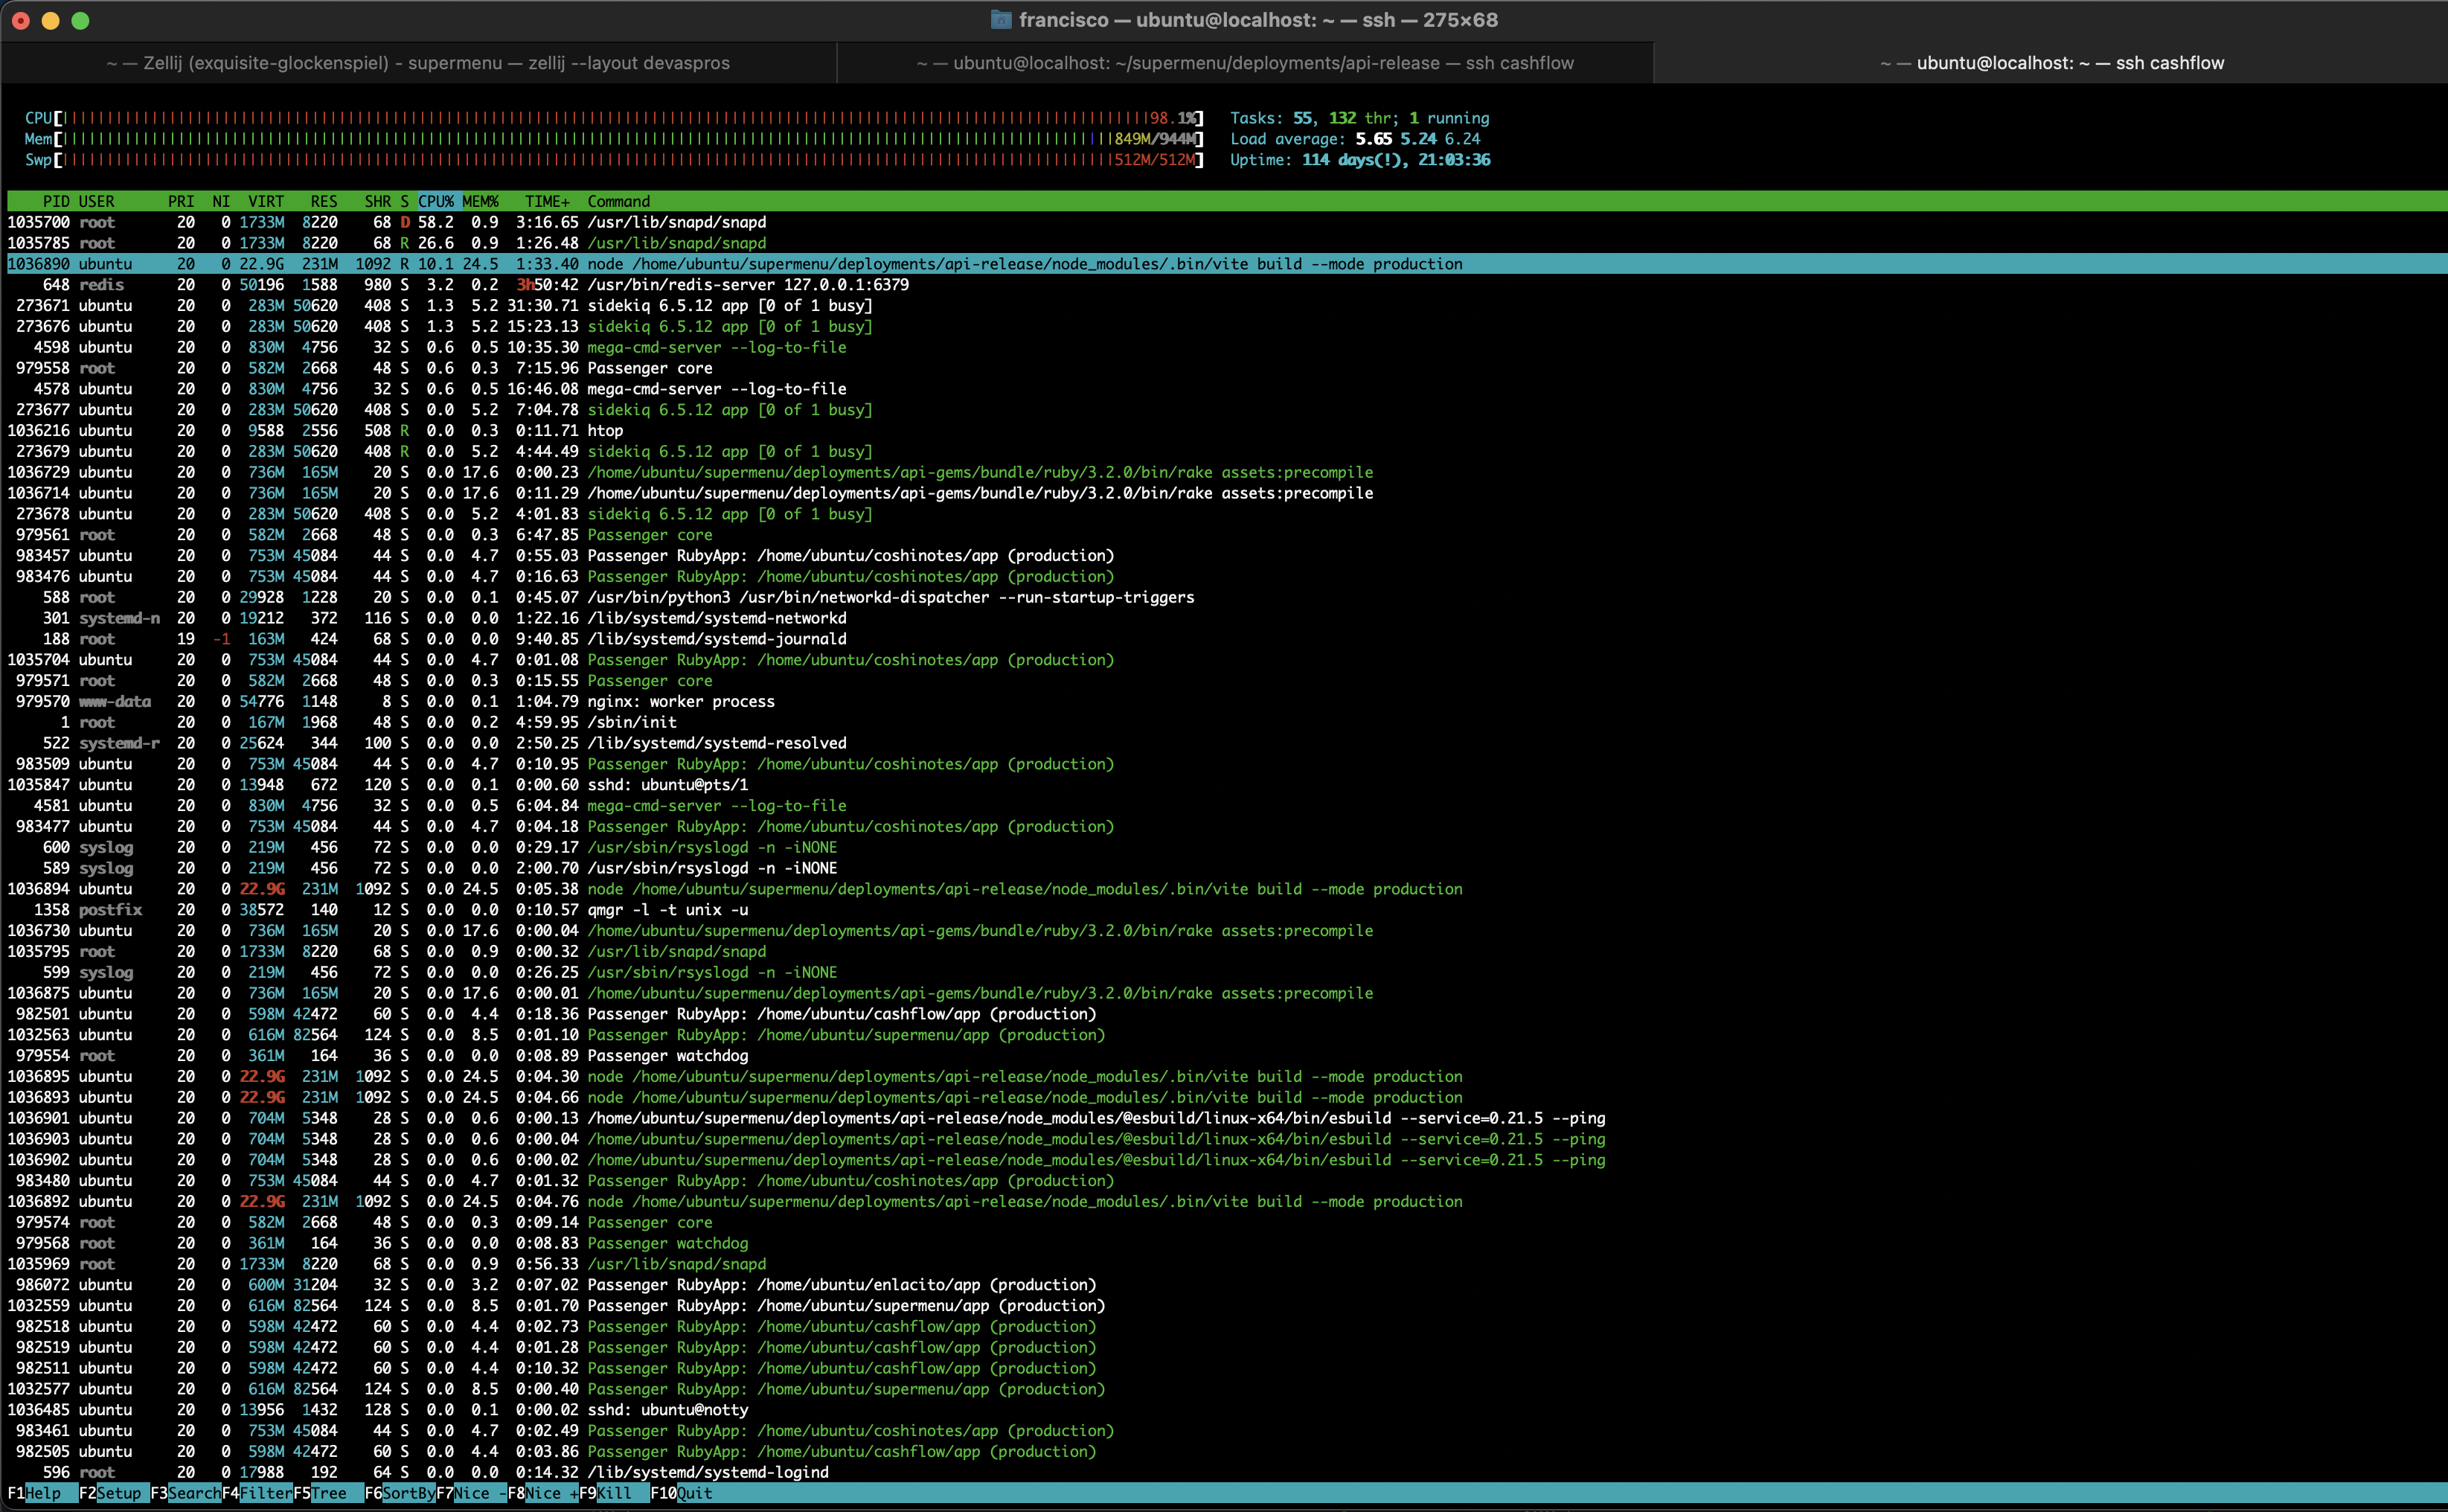 francisco — ubuntu@localhost: ~ — ssh — 275×68
~ — Zellij (exquisite-glockenspiel) - supermenu — zellij --layout devaspros
~ — ubuntu@localhost: ~/supermenu/deployments/api-release — ssh cashflow
~ — ubuntu@localhost: ~ — ssh cashflow
CPU[98.1%] Tasks: 55, 132 thr; 1 running
Mem[849M/944M] Load average: 5.65 5.24 6.24
Swp[512M/512M] Uptime: 114 days(!), 21:03:36
PID USER PRI NI VIRT RES SHR S CPU% MEM% TIME+ Command
1035700 root 20 0 1733M 8220 68 D 58.2 0.9 3:16.65 /usr/lib/snapd/snapd
1035785 root 20 0 1733M 8220 68 R 26.6 0.9 1:26.48 /usr/lib/snapd/snapd
1036890 ubuntu 20 0 22.9G 231M 1092 R 10.1 24.5 1:33.40 node /home/ubuntu/supermenu/deployments/api-release/node_modules/.bin/vite build --mode production
648 redis 20 0 50196 1588 980 S 3.2 0.2 3h50:42 /usr/bin/redis-server 127.0.0.1:6379
273671 ubuntu 20 0 283M 50620 408 S 1.3 5.2 31:30.71 sidekiq 6.5.12 app [0 of 1 busy]
273676 ubuntu 20 0 283M 50620 408 S 1.3 5.2 15:23.13 sidekiq 6.5.12 app [0 of 1 busy]
4598 ubuntu 20 0 830M 4756 32 S 0.6 0.5 10:35.30 mega-cmd-server --log-to-file
979558 root 20 0 582M 2668 48 S 0.6 0.3 7:15.96 Passenger core
4578 ubuntu 20 0 830M 4756 32 S 0.6 0.5 16:46.08 mega-cmd-server --log-to-file
273677 ubuntu 20 0 283M 50620 408 S 0.0 5.2 7:04.78 sidekiq 6.5.12 app [0 of 1 busy]
1036216 ubuntu 20 0 9588 2556 508 R 0.0 0.3 0:11.71 htop
273679 ubuntu 20 0 283M 50620 408 R 0.0 5.2 4:44.49 sidekiq 6.5.12 app [0 of 1 busy]
1036729 ubuntu 20 0 736M 165M 20 S 0.0 17.6 0:00.23 /home/ubuntu/supermenu/deployments/api-gems/bundle/ruby/3.2.0/bin/rake assets:precompile
1036714 ubuntu 20 0 736M 165M 20 S 0.0 17.6 0:11.29 /home/ubuntu/supermenu/deployments/api-gems/bundle/ruby/3.2.0/bin/rake assets:precompile
273678 ubuntu 20 0 283M 50620 408 S 0.0 5.2 4:01.83 sidekiq 6.5.12 app [0 of 1 busy]
979561 root 20 0 582M 2668 48 S 0.0 0.3 6:47.85 Passenger core
983457 ubuntu 20 0 753M 45084 44 S 0.0 4.7 0:55.03 Passenger RubyApp: /home/ubuntu/coshinotes/app (production)
983476 ubuntu 20 0 753M 45084 44 S 0.0 4.7 0:16.63 Passenger RubyApp: /home/ubuntu/coshinotes/app (production)
588 root 20 0 29928 1228 20 S 0.0 0.1 0:45.07 /usr/bin/python3 /usr/bin/networkd-dispatcher --run-startup-triggers
301 systemd-n 20 0 19212 372 116 S 0.0 0.0 1:22.16 /lib/systemd/systemd-networkd
188 root 19 -1 163M 424 68 S 0.0 0.0 9:40.85 /lib/systemd/systemd-journald
1035704 ubuntu 20 0 753M 45084 44 S 0.0 4.7 0:01.08 Passenger RubyApp: /home/ubuntu/coshinotes/app (production)
979571 root 20 0 582M 2668 48 S 0.0 0.3 0:15.55 Passenger core
979570 www-data 20 0 54776 1148 8 S 0.0 0.1 1:04.79 nginx: worker process
1 root 20 0 167M 1968 48 S 0.0 0.2 4:59.95 /sbin/init
522 systemd-r 20 0 25624 344 100 S 0.0 0.0 2:50.25 /lib/systemd/systemd-resolved
983509 ubuntu 20 0 753M 45084 44 S 0.0 4.7 0:10.95 Passenger RubyApp: /home/ubuntu/coshinotes/app (production)
1035847 ubuntu 20 0 13948 672 120 S 0.0 0.1 0:00.60 sshd: ubuntu@pts/1
4581 ubuntu 20 0 830M 4756 32 S 0.0 0.5 6:04.84 mega-cmd-server --log-to-file
983477 ubuntu 20 0 753M 45084 44 S 0.0 4.7 0:04.18 Passenger RubyApp: /home/ubuntu/coshinotes/app (production)
600 syslog 20 0 219M 456 72 S 0.0 0.0 0:29.17 /usr/sbin/rsyslogd -n -iNONE
589 syslog 20 0 219M 456 72 S 0.0 0.0 2:00.70 /usr/sbin/rsyslogd -n -iNONE
1036894 ubuntu 20 0 22.9G 231M 1092 S 0.0 24.5 0:05.38 node /home/ubuntu/supermenu/deployments/api-release/node_modules/.bin/vite build --mode production
1358 postfix 20 0 38572 140 12 S 0.0 0.0 0:10.57 qmgr -l -t unix -u
1036730 ubuntu 20 0 736M 165M 20 S 0.0 17.6 0:00.04 /home/ubuntu/supermenu/deployments/api-gems/bundle/ruby/3.2.0/bin/rake assets:precompile
1035795 root 20 0 1733M 8220 68 S 0.0 0.9 0:00.32 /usr/lib/snapd/snapd
599 syslog 20 0 219M 456 72 S 0.0 0.0 0:26.25 /usr/sbin/rsyslogd -n -iNONE
1036875 ubuntu 20 0 736M 165M 20 S 0.0 17.6 0:00.01 /home/ubuntu/supermenu/deployments/api-gems/bundle/ruby/3.2.0/bin/rake assets:precompile
982501 ubuntu 20 0 598M 42472 60 S 0.0 4.4 0:18.36 Passenger RubyApp: /home/ubuntu/cashflow/app (production)
1032563 ubuntu 20 0 616M 82564 124 S 0.0 8.5 0:01.10 Passenger RubyApp: /home/ubuntu/supermenu/app (production)
979554 root 20 0 361M 164 36 S 0.0 0.0 0:08.89 Passenger watchdog
1036895 ubuntu 20 0 22.9G 231M 1092 S 0.0 24.5 0:04.30 node /home/ubuntu/supermenu/deployments/api-release/node_modules/.bin/vite build --mode production
1036893 ubuntu 20 0 22.9G 231M 1092 S 0.0 24.5 0:04.66 node /home/ubuntu/supermenu/deployments/api-release/node_modules/.bin/vite build --mode production
1036901 ubuntu 20 0 704M 5348 28 S 0.0 0.6 0:00.13 /home/ubuntu/supermenu/deployments/api-release/node_modules/@esbuild/linux-x64/bin/esbuild --service=0.21.5 --ping
1036903 ubuntu 20 0 704M 5348 28 S 0.0 0.6 0:00.04 /home/ubuntu/supermenu/deployments/api-release/node_modules/@esbuild/linux-x64/bin/esbuild --service=0.21.5 --ping
1036902 ubuntu 20 0 704M 5348 28 S 0.0 0.6 0:00.02 /home/ubuntu/supermenu/deployments/api-release/node_modules/@esbuild/linux-x64/bin/esbuild --service=0.21.5 --ping
983480 ubuntu 20 0 753M 45084 44 S 0.0 4.7 0:01.32 Passenger RubyApp: /home/ubuntu/coshinotes/app (production)
1036892 ubuntu 20 0 22.9G 231M 1092 S 0.0 24.5 0:04.76 node /home/ubuntu/supermenu/deployments/api-release/node_modules/.bin/vite build --mode production
979574 root 20 0 582M 2668 48 S 0.0 0.3 0:09.14 Passenger core
979568 root 20 0 361M 164 36 S 0.0 0.0 0:08.83 Passenger watchdog
1035969 root 20 0 1733M 8220 68 S 0.0 0.9 0:56.33 /usr/lib/snapd/snapd
986072 ubuntu 20 0 600M 31204 32 S 0.0 3.2 0:07.02 Passenger RubyApp: /home/ubuntu/enlacito/app (production)
1032559 ubuntu 20 0 616M 82564 124 S 0.0 8.5 0:01.70 Passenger RubyApp: /home/ubuntu/supermenu/app (production)
982518 ubuntu 20 0 598M 42472 60 S 0.0 4.4 0:02.73 Passenger RubyApp: /home/ubuntu/cashflow/app (production)
982519 ubuntu 20 0 598M 42472 60 S 0.0 4.4 0:01.28 Passenger RubyApp: /home/ubuntu/cashflow/app (production)
982511 ubuntu 20 0 598M 42472 60 S 0.0 4.4 0:10.32 Passenger RubyApp: /home/ubuntu/cashflow/app (production)
1032577 ubuntu 20 0 616M 82564 124 S 0.0 8.5 0:00.40 Passenger RubyApp: /home/ubuntu/supermenu/app (production)
1036485 ubuntu 20 0 13956 1432 128 S 0.0 0.1 0:00.02 sshd: ubuntu@notty
983461 ubuntu 20 0 753M 45084 44 S 0.0 4.7 0:02.49 Passenger RubyApp: /home/ubuntu/coshinotes/app (production)
982505 ubuntu 20 0 598M 42472 60 S 0.0 4.4 0:03.86 Passenger RubyApp: /home/ubuntu/cashflow/app (production)
596 root 20 0 17988 192 64 S 0.0 0.0 0:14.32 /lib/systemd/systemd-logind
F1Help F2Setup F3SearchF4FilterF5Tree F6SortByF7Nice -F8Nice +F9Kill F10Quit